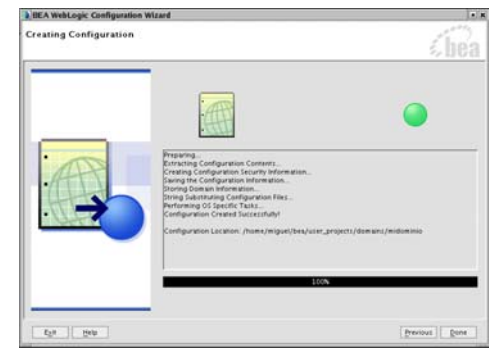 BEA WebLogic Configuration Wizard
Creating Configuration
bea
Preparing...
Extracting Configuration Contents...
Creating Configuration Security Information...
Saving the Configuration Information...
Storing Domain Information...
String Substituting Configuration Files...
Performing OS Specific Tasks...
Configuration Created Successfully!
Configuration Location: /home/miguel/bea/user_projects/domains/midominio
100%
Exit Help Previous Done